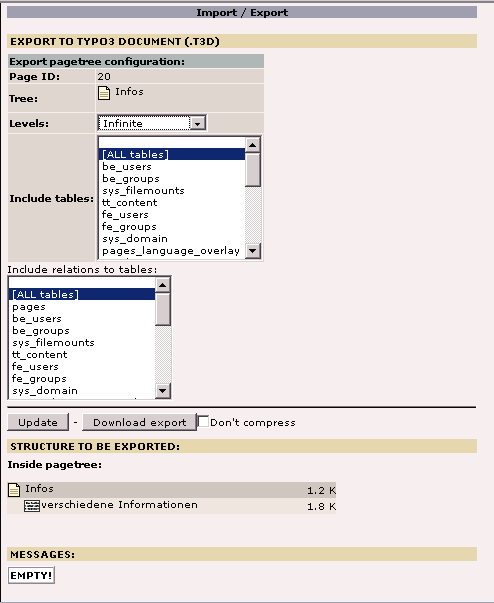 Import / Export
EXPORT TO TYPO3 DOCUMENT (.T3D)
Export pagetree configuration:
Page ID: 20
Tree: Infos
Levels: Infinite
Include tables:
[ALL tables]
be_users
be_groups
sys_filemounts
tt_content
fe_users
fe_groups
sys_domain
pages_language_overlay
Include relations to tables:
[ALL tables]
pages
be_users
be_groups
sys_filemounts
tt_content
fe_users
fe_groups
sys_domain
Update - Download export Don't compress
STRUCTURE TO BE EXPORTED:
Inside pagetree:
Infos 1.2 K
verschiedene Informationen 1.8 K
MESSAGES:
EMPTY!